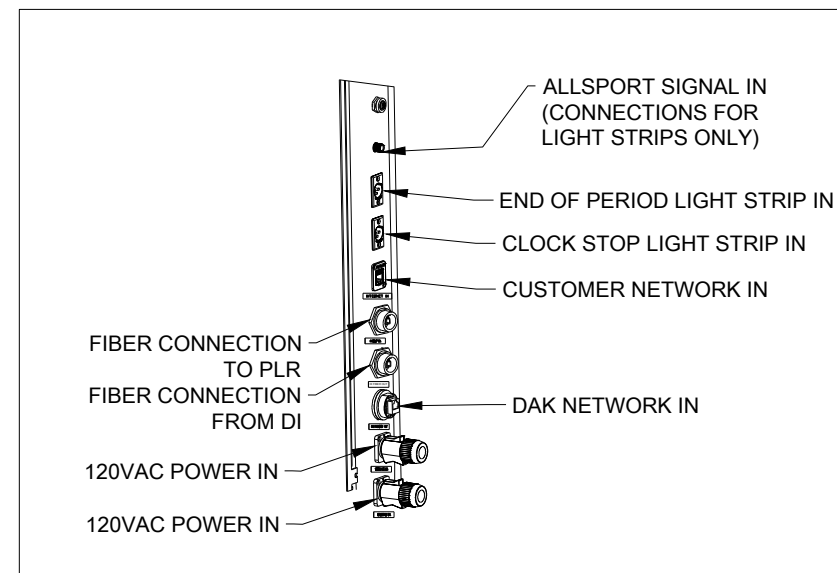 ALLSPORT SIGNAL IN
(CONNECTIONS FOR
LIGHT STRIPS ONLY)
END OF PERIOD LIGHT STRIP IN
CLOCK STOP LIGHT STRIP IN
CUSTOMER NETWORK IN
FIBER CONNECTION
TO PLR
FIBER CONNECTION
FROM DI
DAK NETWORK IN
120VAC POWER IN
120VAC POWER IN